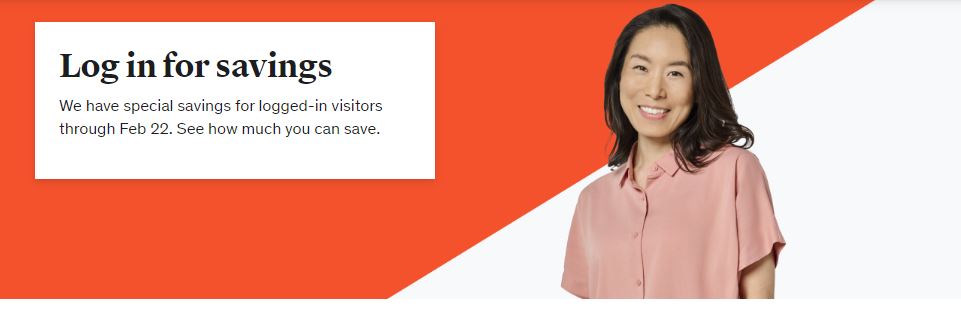 Log in for savings
We have special savings for logged-in visitors
through Feb 22. See how much you can save.